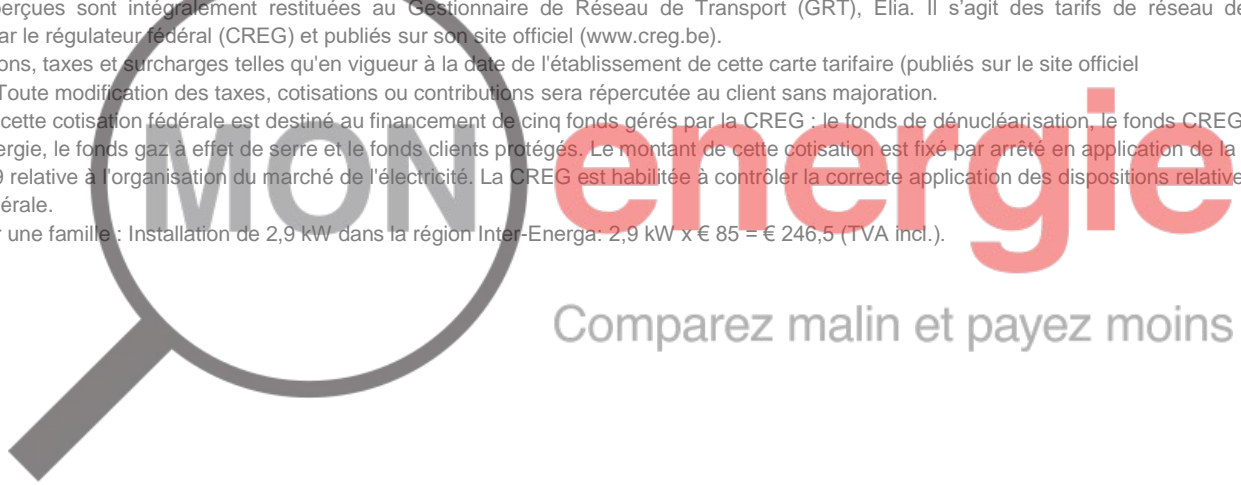 perçues sont intégralement restituées au Gestionnaire de Réseau de Transport (GRT), Elia. Il s’agit des tarifs de réseau de
par le régulateur fédéral (CREG) et publiés sur son site officiel (www.creg.be).
ons, taxes et surcharges telles qu'en vigueur à la date de l'établissement de cette carte tarifaire (publiés sur le site officiel
Toute modification des taxes, cotisations ou contributions sera répercutée au client sans majoration.
cette cotisation fédérale est destiné au financement de cinq fonds gérés par la CREG : le fonds de dénucléarisation, le fonds CREG
ergie, le fonds gaz à effet de serre et le fonds clients protégés. Le montant de cette cotisation est fixé par arrêté en application de la
9 relative à l'organisation du marché de l'électricité. La CREG est habilitée à contrôler la correcte application des dispositions relative
dérale.
r une famille : Installation de 2,9 kW dans la région Inter-Energa: 2,9 kW x € 85 = € 246,5 (TVA incl.).
MON energie
Comparez malin et payez moins